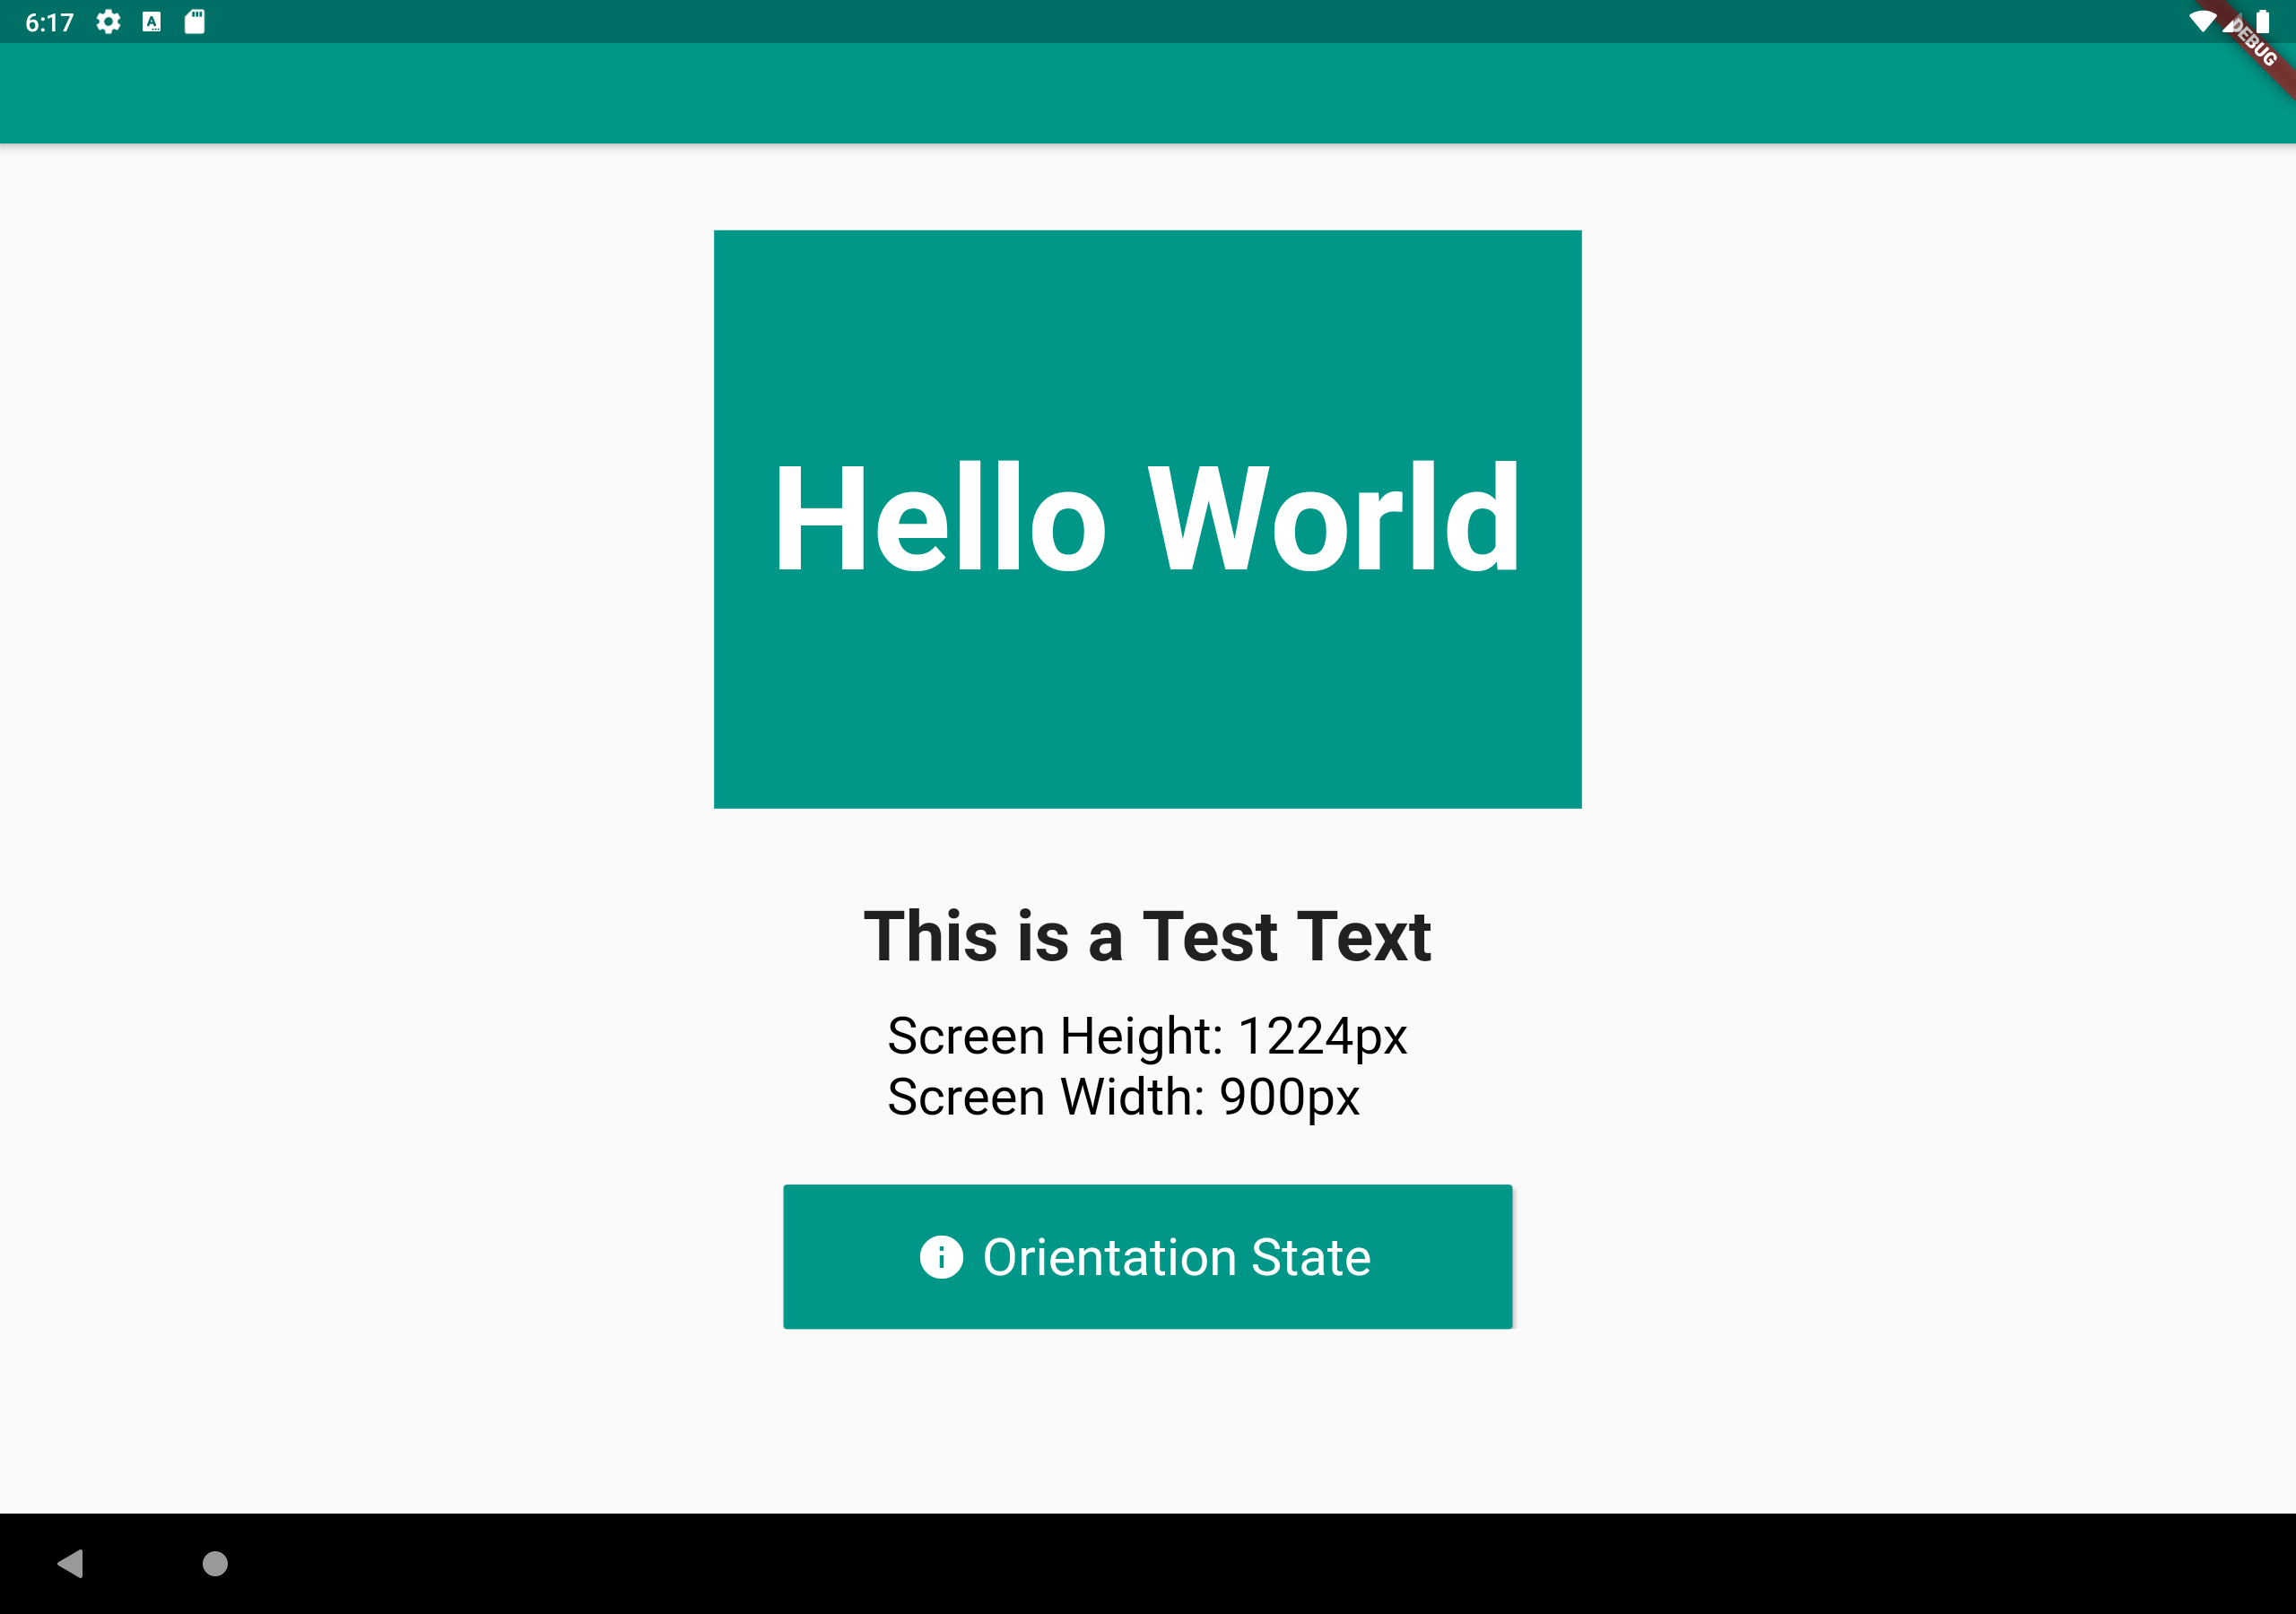 6:17
DEBUG
Hello World
This is a Test Text
Screen Height: 1224px
Screen Width: 900px
Orientation State